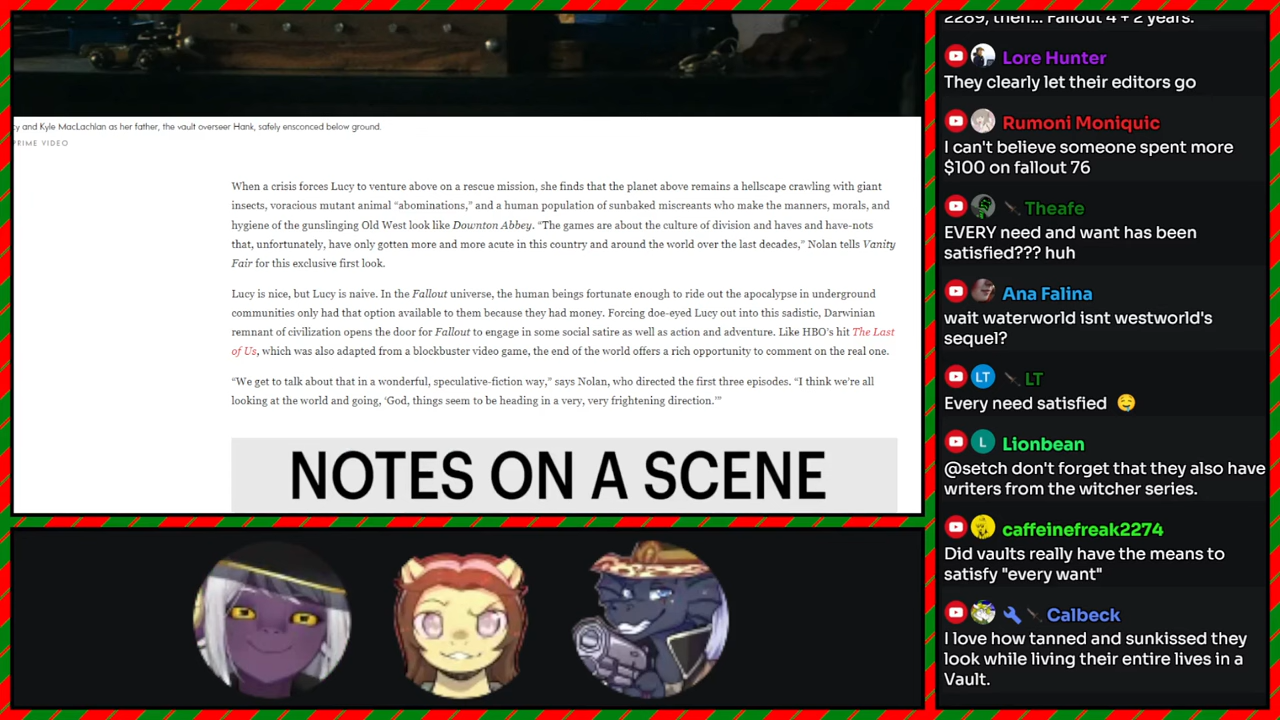 cy and Kyle MacLachlan as her father, the vault overseer Hank, safely ensconced below ground.
PRIME VIDEO
When a crisis forces Lucy to venture above on a rescue mission, she finds that the planet above remains a hellscape crawling with giant
insects, voracious mutant animal “abominations,” and a human population of sunbaked miscreants who make the manners, morals, and
hygiene of the gunslinging Old West look like Downton Abbey. “The games are about the culture of division and haves and have-nots
that, unfortunately, have only gotten more and more acute in this country and around the world over the last decades,” Nolan tells Vanity
Fair for this exclusive first look.
Lucy is nice, but Lucy is naive. In the Fallout universe, the human beings fortunate enough to ride out the apocalypse in underground
communities only had that option available to them because they had money. Forcing doe-eyed Lucy out into this sadistic, Darwinian
remnant of civilization opens the door for Fallout to engage in some social satire as well as action and adventure. Like HBO’s hit The Last
of Us, which was also adapted from a blockbuster video game, the end of the world offers a rich opportunity to comment on the real one.
“We get to talk about that in a wonderful, speculative-fiction way,” says Nolan, who directed the first three episodes. “I think we’re all
looking at the world and going, ‘God, things seem to be heading in a very, very frightening direction.’”
NOTES ON A SCENE
2289, then... Fallout 4 + 2 years.
Lore Hunter
They clearly let their editors go
Rumoni Moniquic
I can't believe someone spent more
$100 on fallout 76
Theafe
EVERY need and want has been
satisfied??? huh
Ana Falina
wait waterworld isnt westworld's
sequel?
LT LT
Every need satisfied 🤤
L Lionbean
@setch don't forget that they also have
writers from the witcher series.
caffeinefreak2274
Did vaults really have the means to
satisfy "every want"
Calbeck
I love how tanned and sunkissed they
look while living their entire lives in a
Vault.